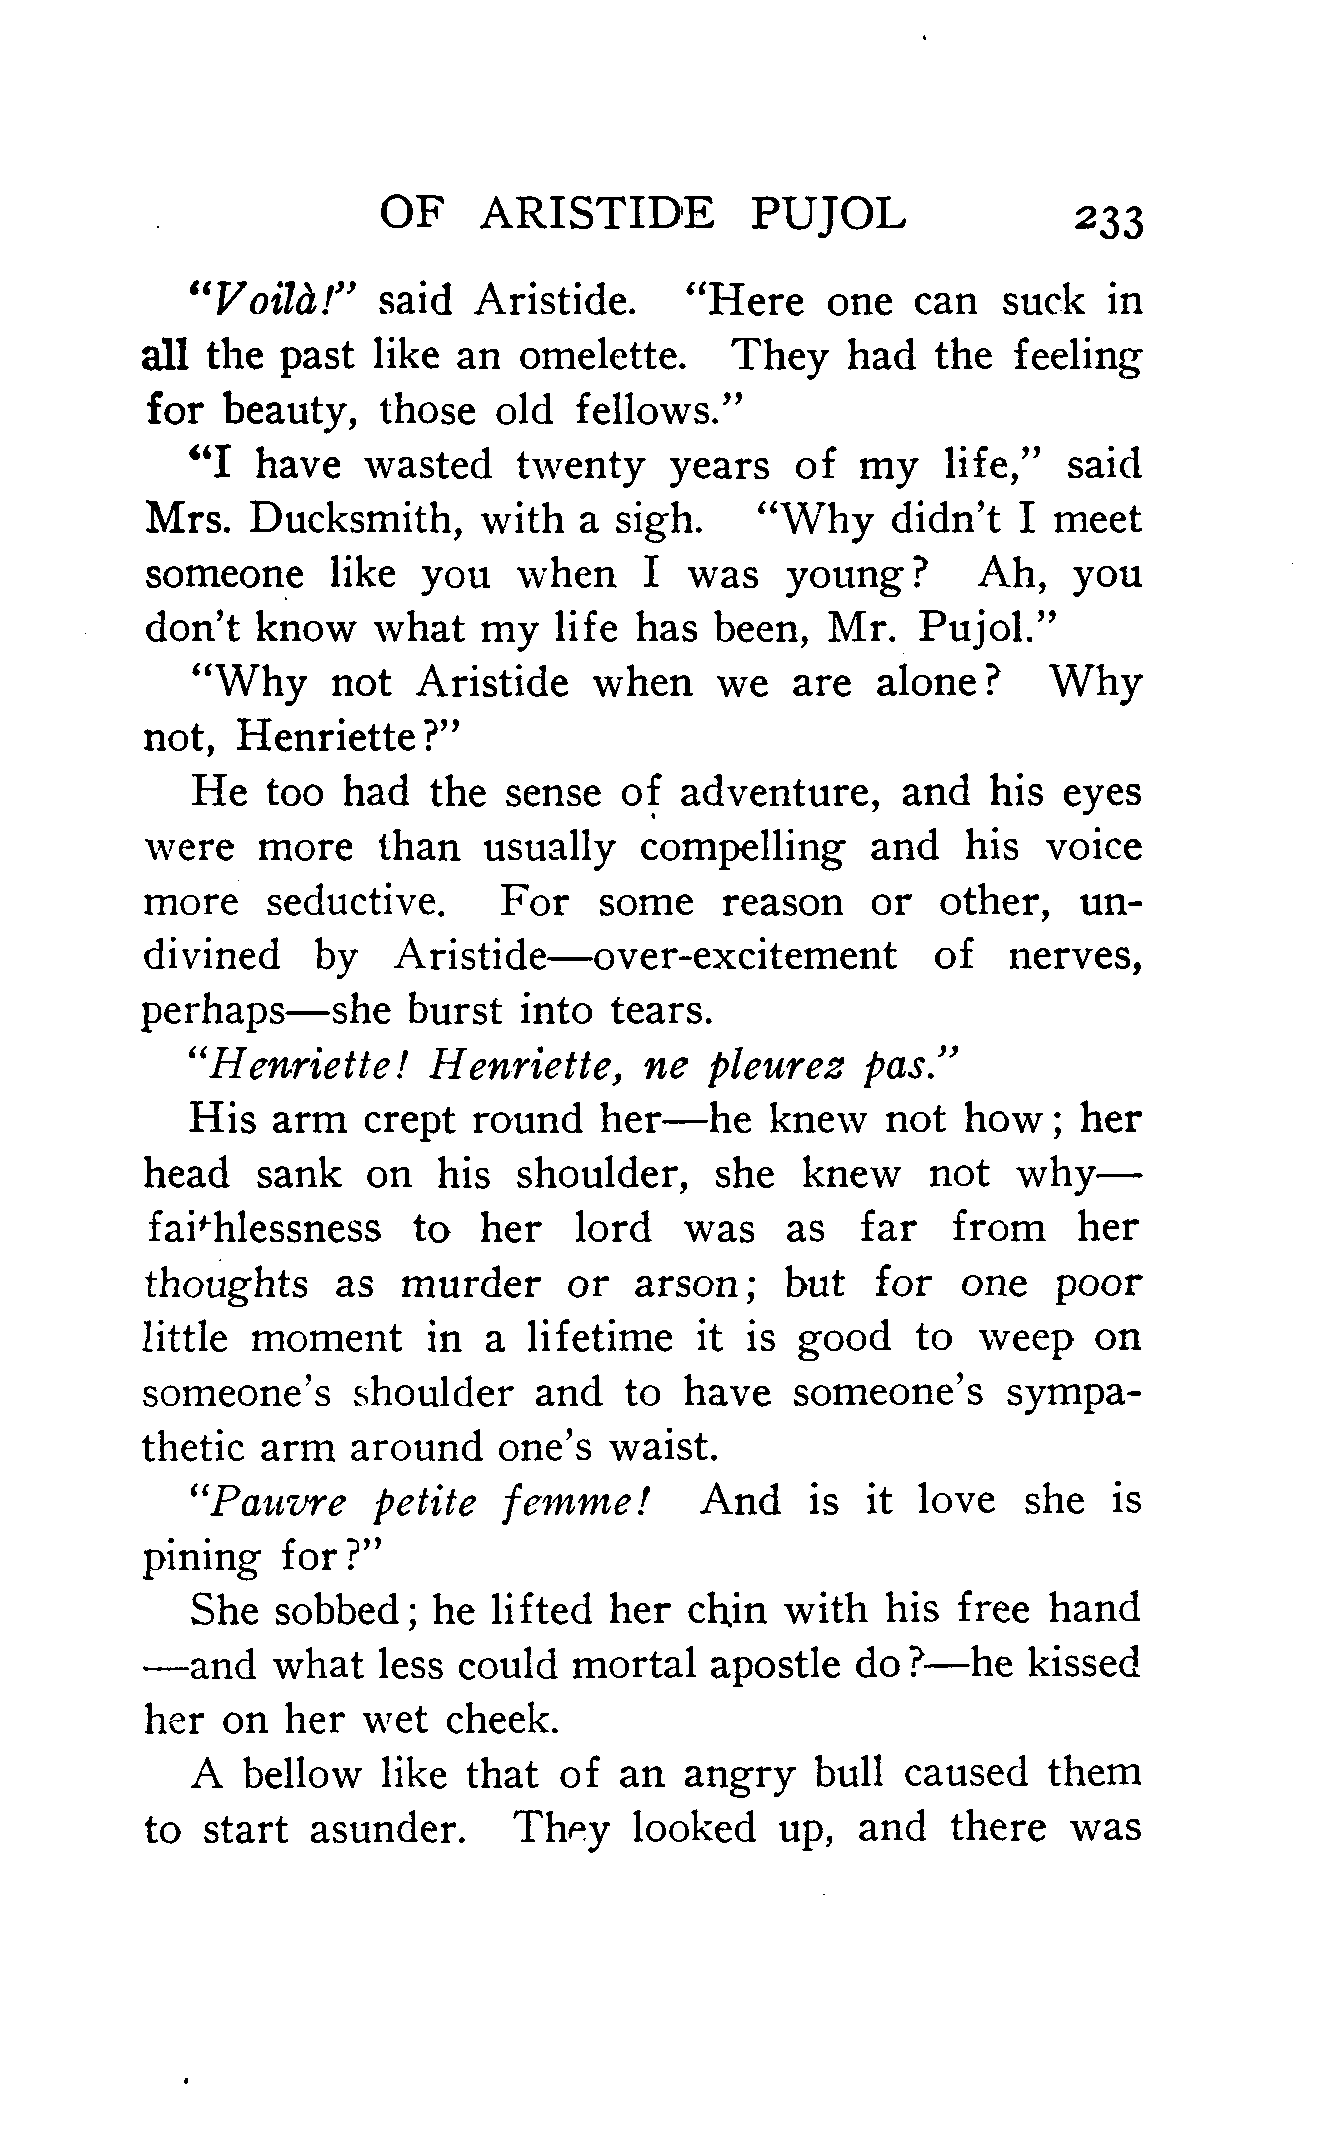 OF ARISTIDE PUJOL 233
"Voilà!" said Aristide. "Here one can suck in
all the past like an omelette. They had the feeling
for beauty, those old fellows."
"I have wasted twenty years of my life," said
Mrs. Ducksmith, with a sigh. "Why didn't I meet
someone like you when I was young? Ah, you
don't know what my life has been, Mr. Pujol."
"Why not Aristide when we are alone? Why
not, Henriette?"
He too had the sense of adventure, and his eyes
were more than usually compelling and his voice
more seductive. For some reason or other, un-
divined by Aristide—over-excitement of nerves,
perhaps—she burst into tears.
"Henriette! Henriette, ne pleurez pas."
His arm crept round her—he knew not how; her
head sank on his shoulder, she knew not why—
faithlessness to her lord was as far from her
thoughts as murder or arson; but for one poor
little moment in a lifetime it is good to weep on
someone's shoulder and to have someone's sympa-
thetic arm around one's waist.
"Pauvre petite femme! And is it love she is
pining for?"
She sobbed; he lifted her chin with his free hand
—and what less could mortal apostle do?—he kissed
her on her wet cheek.
A bellow like that of an angry bull caused them
to start asunder. They looked up, and there was